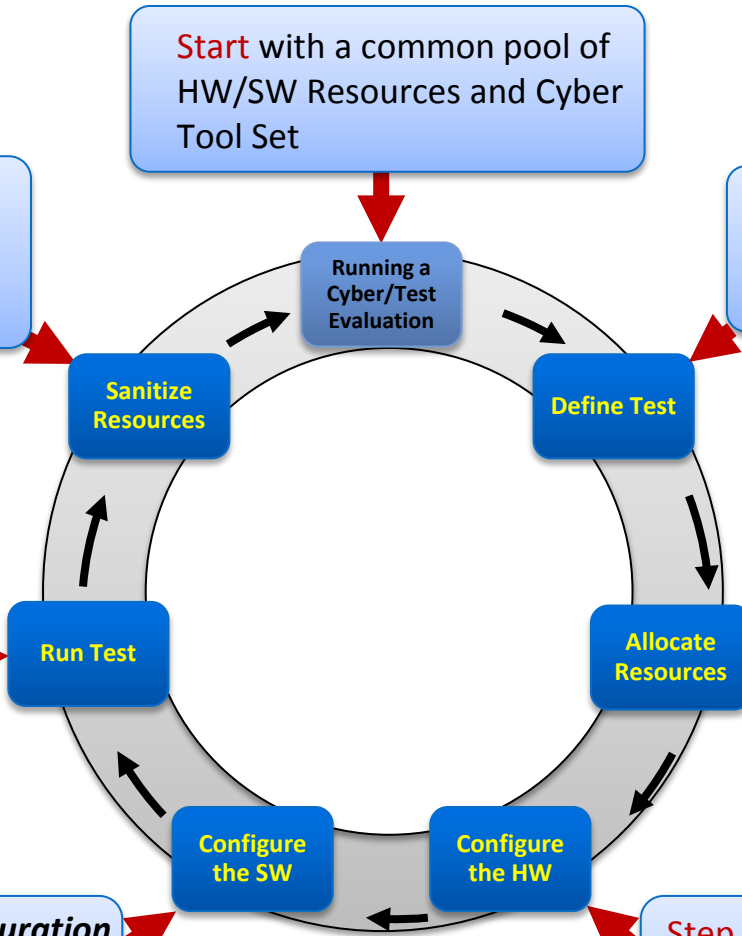 Start with a common pool of
HW/SW Resources and Cyber
Tool Set
Running a
Cyber/Test
Evaluation
Sanitize
Resources
Define Test
Run Test
Allocate
Resources
Configure
the SW
Configure
the HW
Step